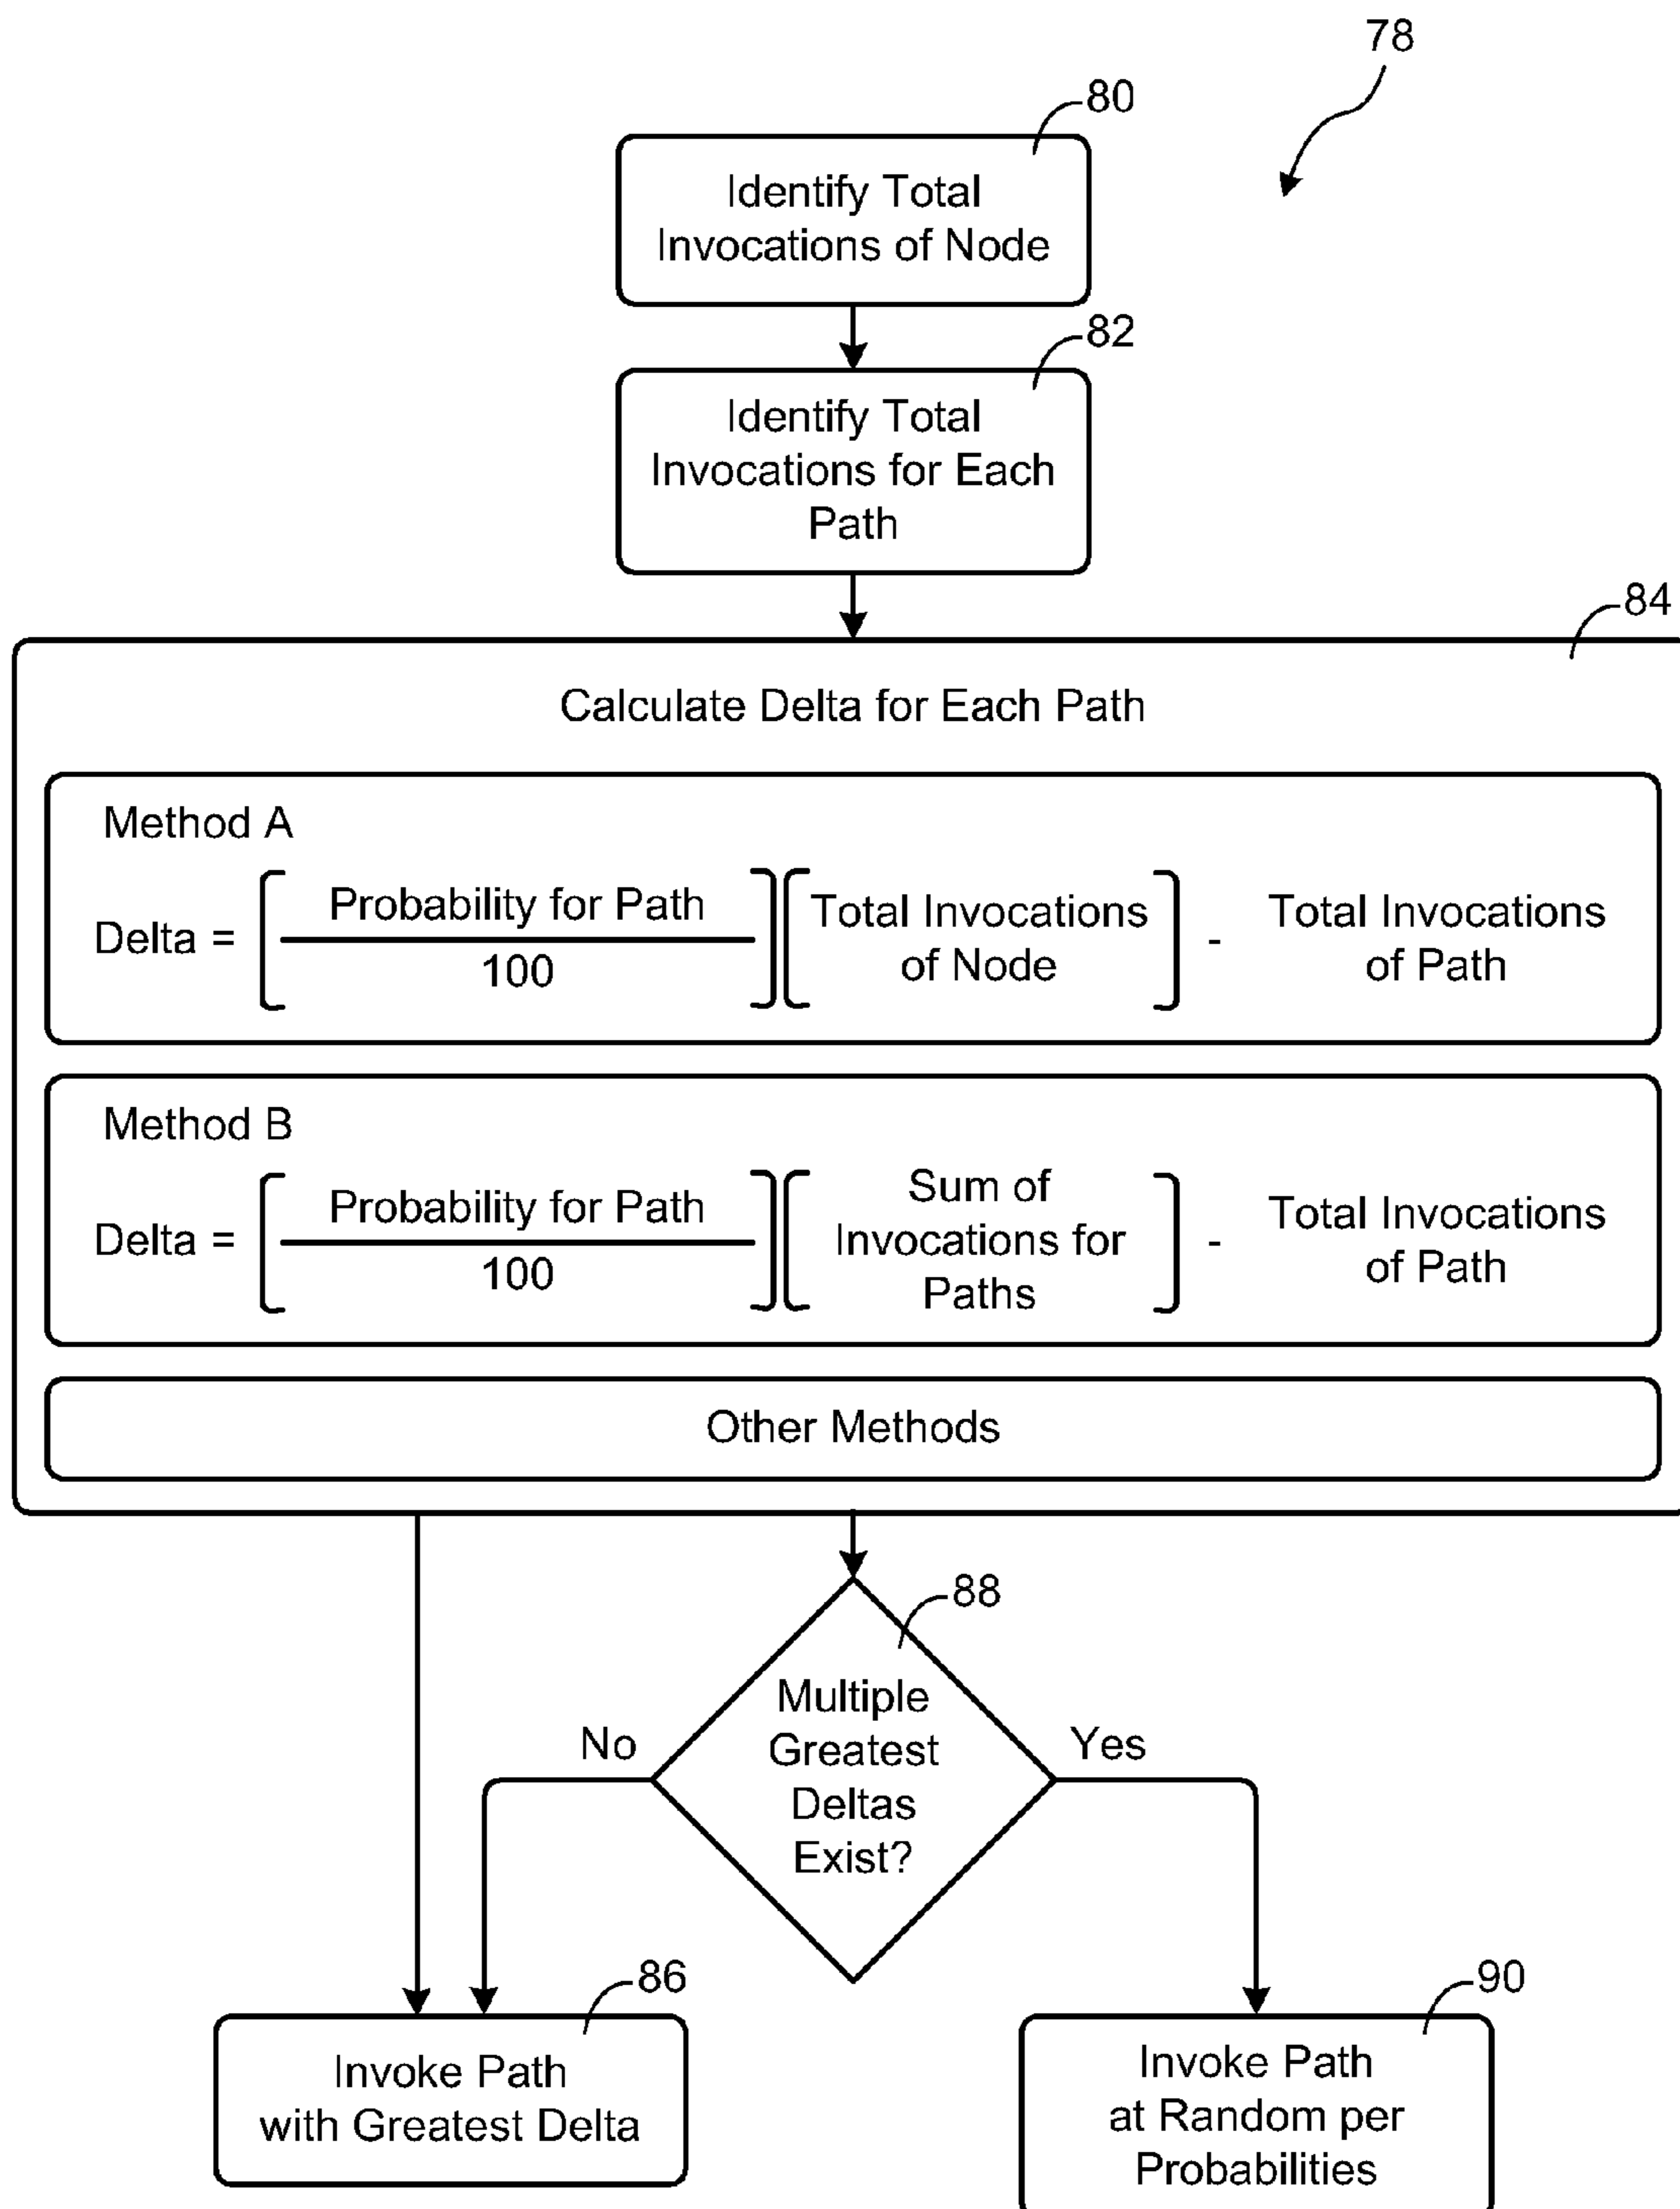 78
80
Identify Total
Invocations of Node
82
Identify Total
Invocations for Each
Path
84
Calculate Delta for Each Path
Method A
Delta = [ Probability for Path / 100 ] [ Total Invocations of Node ] - Total Invocations of Path
Method B
Delta = [ Probability for Path / 100 ] [ Sum of Invocations for Paths ] - Total Invocations of Path
Other Methods
88
Multiple
Greatest
Deltas
Exist?
No
Yes
86
Invoke Path
with Greatest Delta
90
Invoke Path
at Random per
Probabilities